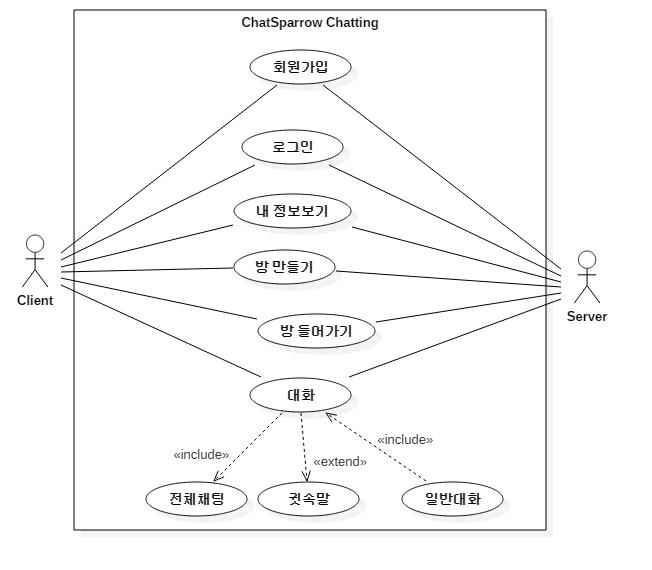 ChatSparrow Chatting
회원가입
로그인
내 정보보기
방 만들기
방 들어가기
대화
Client
Server
«include»
«extend»
«include»
전체채팅
귓속말
일반대화